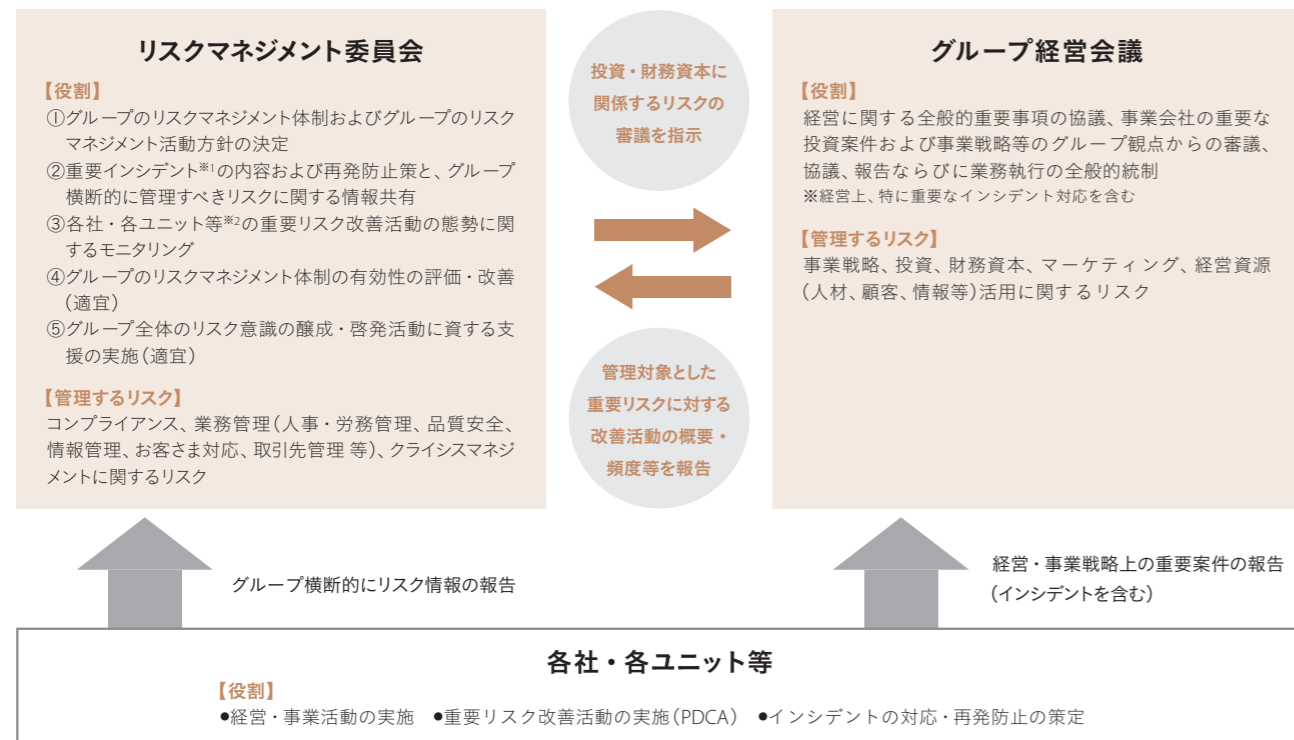 リスクマネジメント委員会
【役割】
①グループのリスクマネジメント体制およびグループのリスク
マネジメント活動方針の決定
②重要インシデント※1の内容および再発防止策と、グループ
横断的に管理すべきリスクに関する情報共有
③各社・各ユニット等※2の重要リスク改善活動の態勢に関
するモニタリング
④グループのリスクマネジメント体制の有効性の評価・改善
(適宜)
⑤グループ全体のリスク意識の醸成・啓発活動に資する支
援の実施(適宜)
【管理するリスク】
コンプライアンス、業務管理(人事・労務管理、品質安全、
情報管理、お客さま対応、取引先管理 等)、クライシスマネジ
メントに関するリスク
投資・財務資本に
関係するリスクの
審議を指示
管理対象とした
重要リスクに対する
改善活動の概要・
頻度等を報告
グループ経営会議
【役割】
経営に関する全般的重要事項の協議、事業会社の重要な
投資案件および事業戦略等のグループ観点からの審議、
協議、報告ならびに業務執行の全般的統制
※経営上、特に重要なインシデント対応を含む
【管理するリスク】
事業戦略、投資、財務資本、マーケティング、経営資源
(人材、顧客、情報等)活用に関するリスク
グループ横断的にリスク情報の報告
経営・事業戦略上の重要案件の報告
(インシデントを含む)
各社・各ユニット等
【役割】
●経営・事業活動の実施 ●重要リスク改善活動の実施(PDCA) ●インシデントの対応・再発防止の策定